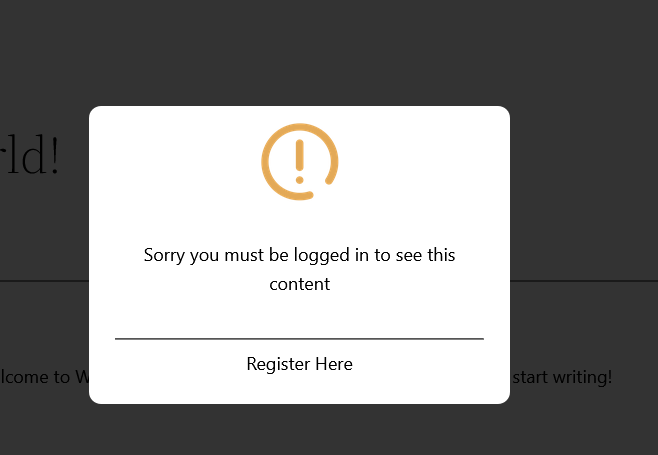 rld!
Sorry you must be logged in to see this
content
Register Here
lcome to W
start writing!